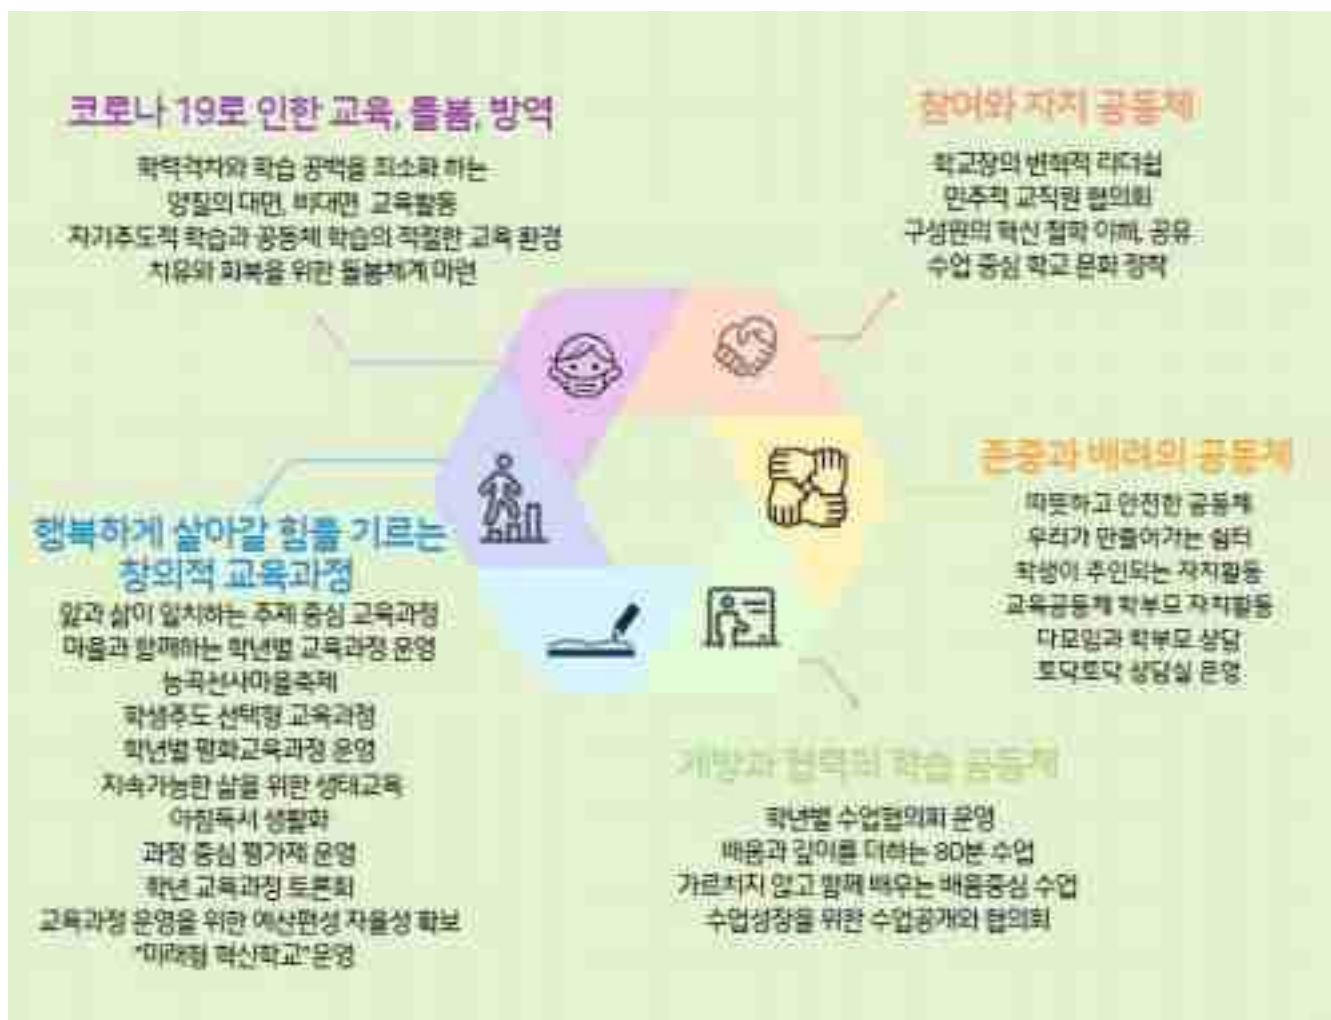 코로나 19로 인한 교육, 돌봄, 방역
학력격차와 학습 공백을 최소화 하는
양질의 대면, 비대면 교육활동
자기주도적 학습과 공동체 학습의 적절한 교육 환경
치유와 회복을 위한 돌봄체계 마련
참여와 자치 공동체
학교장의 변혁적 리더쉽
민주적 교직원 협의회
구성원의 혁신 철학 이해, 공유
수업 중심 학교 문화 정착
존중과 배려의 공동체
따뜻하고 안전한 공동체
우리가 만들어가는 쉼터
학생이 주인되는 자치활동
교육공동체 학부모 자치활동
다모임과 학부모 상담
토닥토닥 상담실 운영
행복하게 살아갈 힘을 기르는
창의적 교육과정
앎과 삶이 일치하는 주제 중심 교육과정
마을과 함께하는 학년별 교육과정 운영
능곡선사마을축제
학생주도 선택형 교육과정
학년별 평화교육과정 운영
지속가능한 삶을 위한 생태교육
아침독서 생활화
과정 중심 평가제 운영
학년 교육과정 토론회
교육과정 운영을 위한 예산편성 자율성 확보
"미래형 혁신학교"운영
개방과 협력의 학습 공동체
학년별 수업협의회 운영
배움과 깊이를 더하는 80분 수업
가르치지 않고 함께 배우는 배움중심 수업
수업성장을 위한 수업공개와 협의회